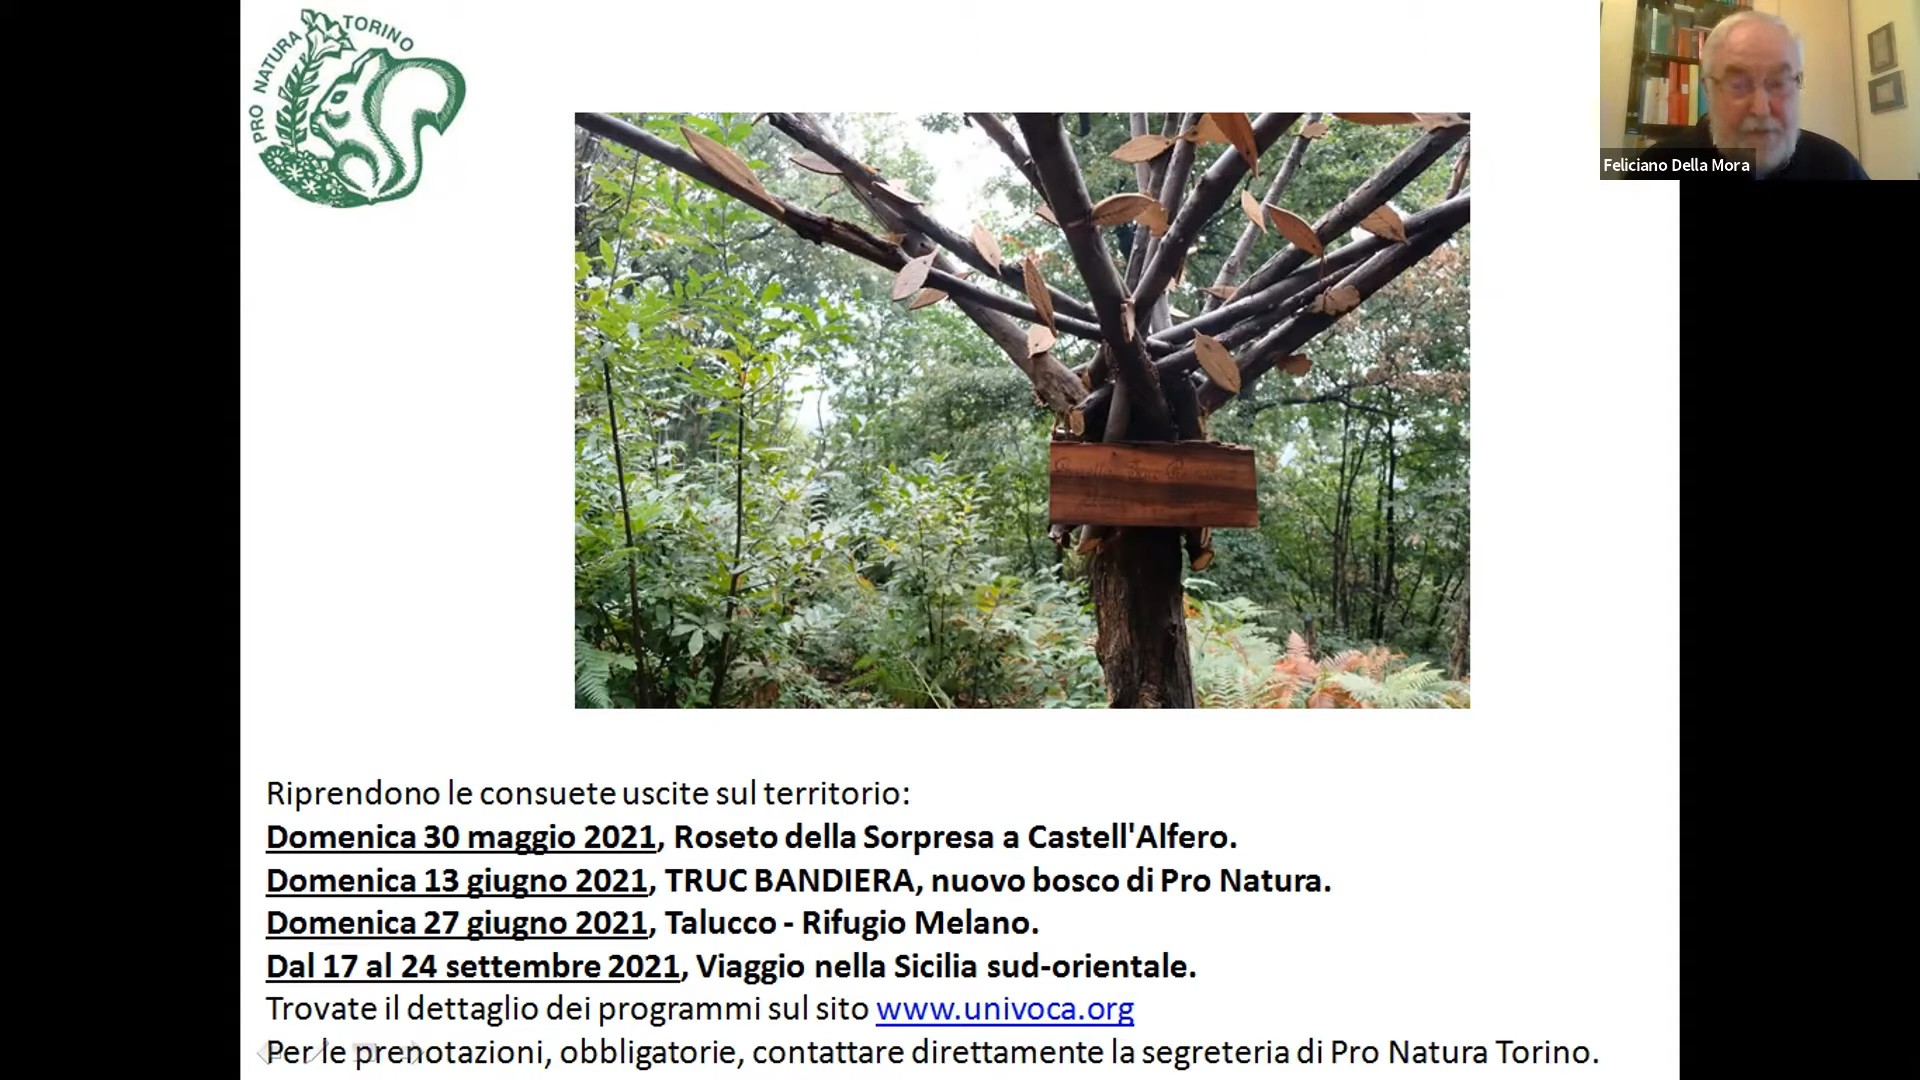 PRO NATURA TORINO
Feliciano Della Mora
Riprendono le consuete uscite sul territorio:
Domenica 30 maggio 2021, Roseto della Sorpresa a Castell'Alfero.
Domenica 13 giugno 2021, TRUC BANDIERA, nuovo bosco di Pro Natura.
Domenica 27 giugno 2021, Talucco - Rifugio Melano.
Dal 17 al 24 settembre 2021, Viaggio nella Sicilia sud-orientale.
Trovate il dettaglio dei programmi sul sito www.univoca.org
Per le prenotazioni, obbligatorie, contattare direttamente la segreteria di Pro Natura Torino.